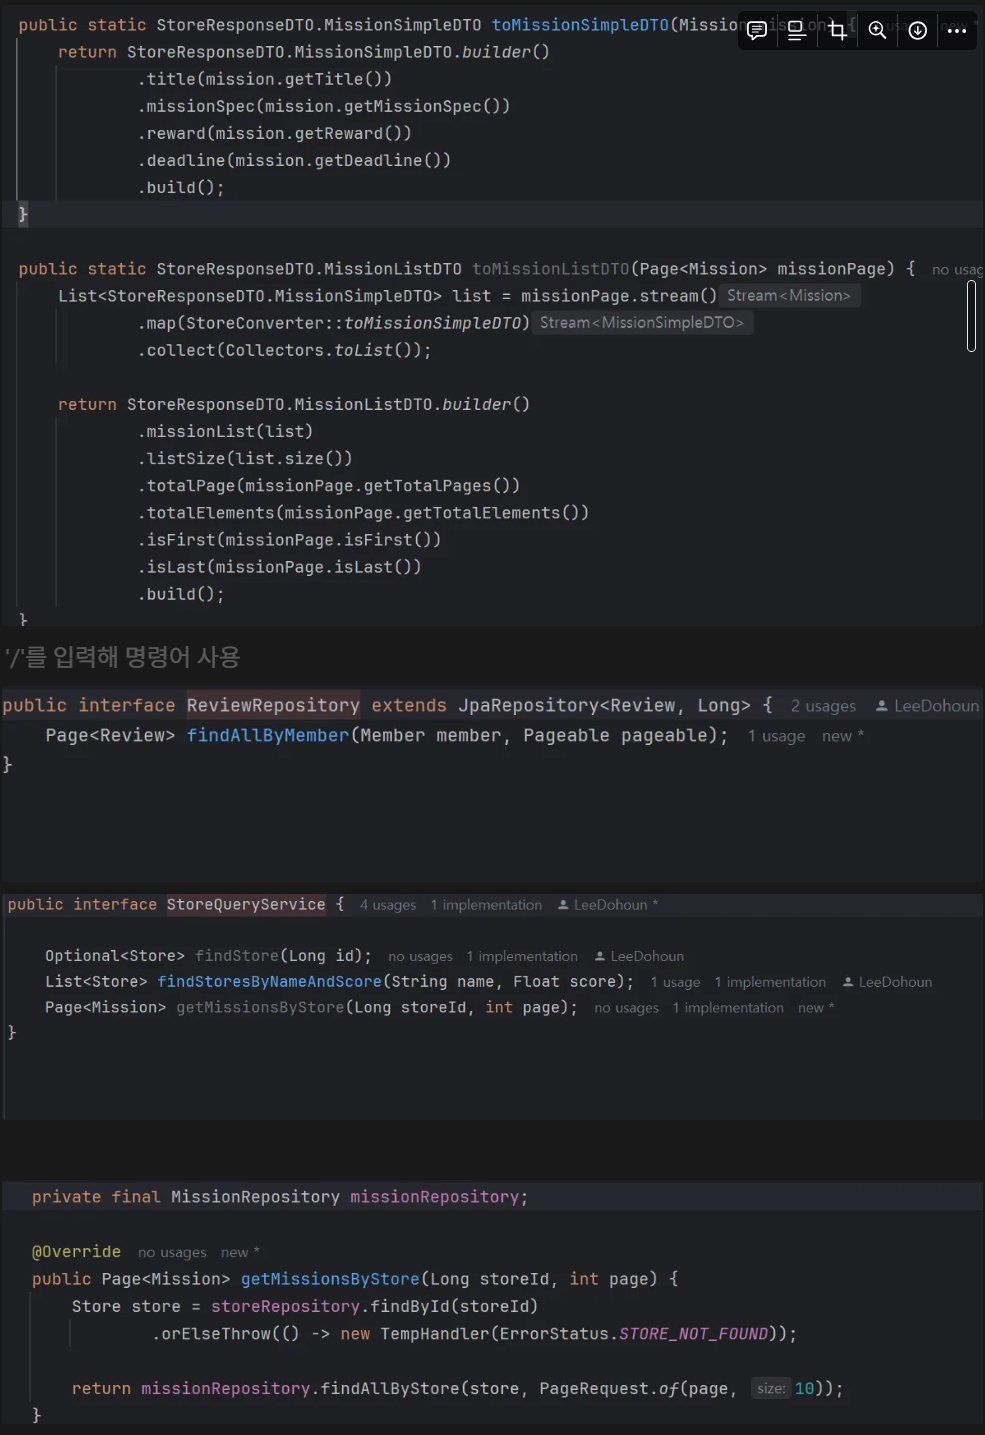 public static StoreResponseDTO.MissionSimpleDTO toMissionSimpleDTO(Mission mission) { new *
    return StoreResponseDTO.MissionSimpleDTO.builder()
            .title(mission.getTitle())
            .missionSpec(mission.getMissionSpec())
            .reward(mission.getReward())
            .deadline(mission.getDeadline())
            .build();
}
public static StoreResponseDTO.MissionListDTO toMissionListDTO(Page<Mission> missionPage) { no usag
    List<StoreResponseDTO.MissionSimpleDTO> list = missionPage.stream() Stream<Mission>
            .map(StoreConverter::toMissionSimpleDTO) Stream<MissionSimpleDTO>
            .collect(Collectors.toList());
    return StoreResponseDTO.MissionListDTO.builder()
            .missionList(list)
            .listSize(list.size())
            .totalPage(missionPage.getTotalPages())
            .totalElements(missionPage.getTotalElements())
            .isFirst(missionPage.isFirst())
            .isLast(missionPage.isLast())
            .build();
}
'/'를 입력해 명령어 사용
public interface ReviewRepository extends JpaRepository<Review, Long> { 2 usages LeeDohoun
    Page<Review> findAllByMember(Member member, Pageable pageable); 1 usage new *
}
public interface StoreQueryService { 4 usages 1 implementation LeeDohoun *
    Optional<Store> findStore(Long id); no usages 1 implementation LeeDohoun
    List<Store> findStoresByNameAndScore(String name, Float score); 1 usage 1 implementation LeeDohoun
    Page<Mission> getMissionsByStore(Long storeId, int page); no usages 1 implementation new *
}
private final MissionRepository missionRepository;
@Override no usages new *
public Page<Mission> getMissionsByStore(Long storeId, int page) {
    Store store = storeRepository.findById(storeId)
            .orElseThrow(() -> new TempHandler(ErrorStatus.STORE_NOT_FOUND));
    return missionRepository.findAllByStore(store, PageRequest.of(page, size: 10));
}